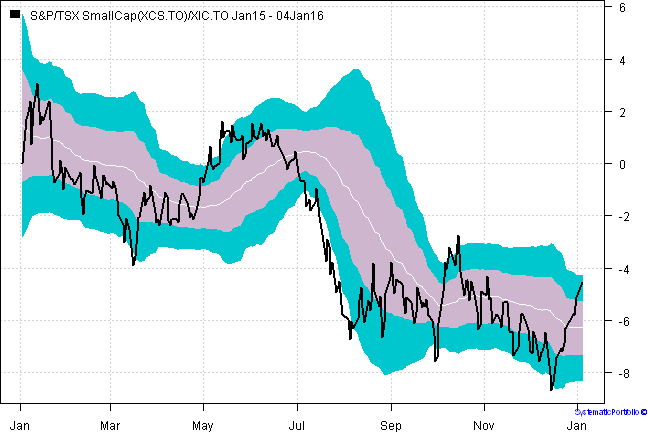 S&P/TSX SmallCap(XCS.TO)/XIC.TO Jan15 - 04Jan16
6
4
2
0
-2
-4
-6
-8
Jan Mar May Jul Sep Nov Jan
SystematicPortfolio ©